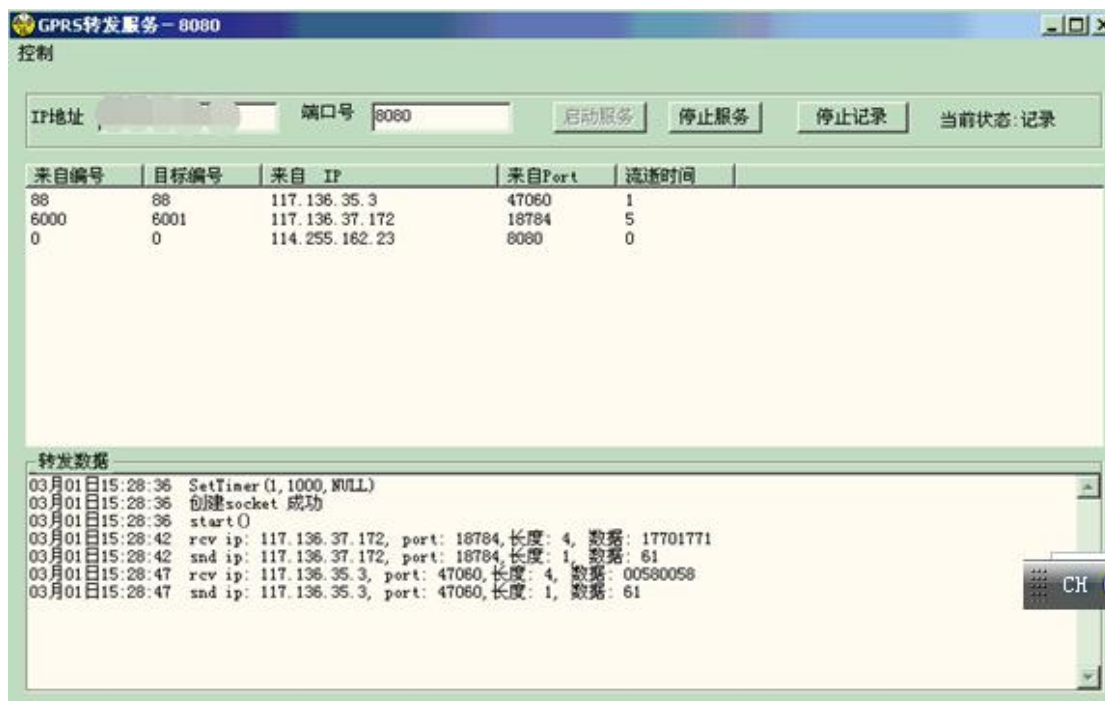 GPRS转发服务 - 8080
控制
IP地址 端口号 8080 启动服务 停止服务 停止记录 当前状态:记录
来自编号 目标编号 来自 IP 来自Port 流逝时间
88 88 117.136.35.3 47060 1
6000 6001 117.136.37.172 18784 5
0 0 114.255.162.23 8080 0
转发数据
03月01日15:28:36 SetTimer(1,1000,NULL)
03月01日15:28:36 创建socket 成功
03月01日15:28:36 start()
03月01日15:28:42 rcv ip: 117.136.37.172, port: 18784,长度: 4, 数据: 17701771
03月01日15:28:42 snd ip: 117.136.37.172, port: 18784,长度: 1, 数据: 61
03月01日15:28:47 rcv ip: 117.136.35.3, port: 47060,长度: 4, 数据: 00580058
03月01日15:28:47 snd ip: 117.136.35.3, port: 47060,长度: 1, 数据: 61
CH